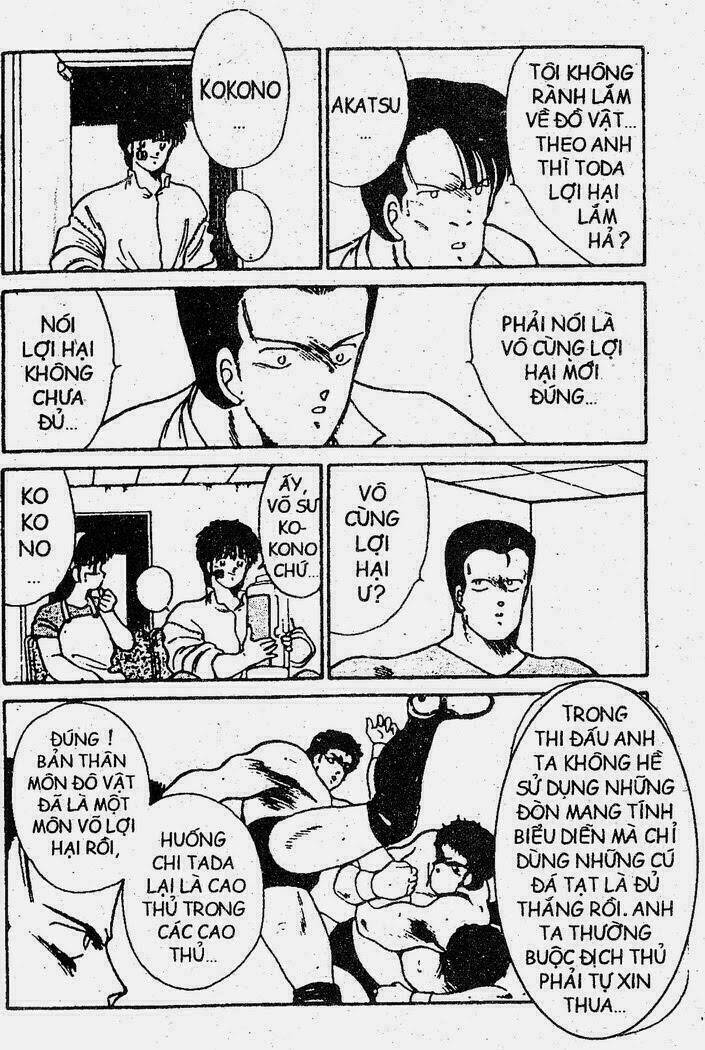 TÔI KHÔNG
RÀNH LẮM
VỀ ĐỒ VẬT...
THEO ANH
THÌ TODA
LỢI HẠI
LẮM
HẢ?
AKATSU
...
KOKONO
...
PHẢI NÓI LÀ
VÔ CÙNG LỢI
HẠI MỚI
ĐÚNG...
NÓI
LỢI HẠI
KHÔNG
CHƯA
ĐỦ...
VÔ
CÙNG
LỢI
HẠI
Ư?
ẤY,
VÕ SƯ
KO-
KONO
CHỨ...
KO
KO
NO
...
TRONG
THI ĐẤU ANH
TA KHÔNG HỀ
SỬ DỤNG NHỮNG
ĐÒN MANG TÍNH
BIỂU DIỂN MÀ CHỈ
DÙNG NHỮNG CÚ
ĐÁ TẠT LÀ ĐỦ
THẮNG RỒI. ANH
TA THƯỜNG
BUỘC ĐỊCH THỦ
PHẢI TỰ XIN
THUA...
ĐÚNG!
BẢN THÂN
MÔN ĐÔ VẬT
ĐÃ LÀ MỘT
MÔN VÕ LỢI
HẠI RỒI,
HUỐNG
CHI TADA
LẠI LÀ CAO
THỦ TRONG
CÁC CAO
THỦ...